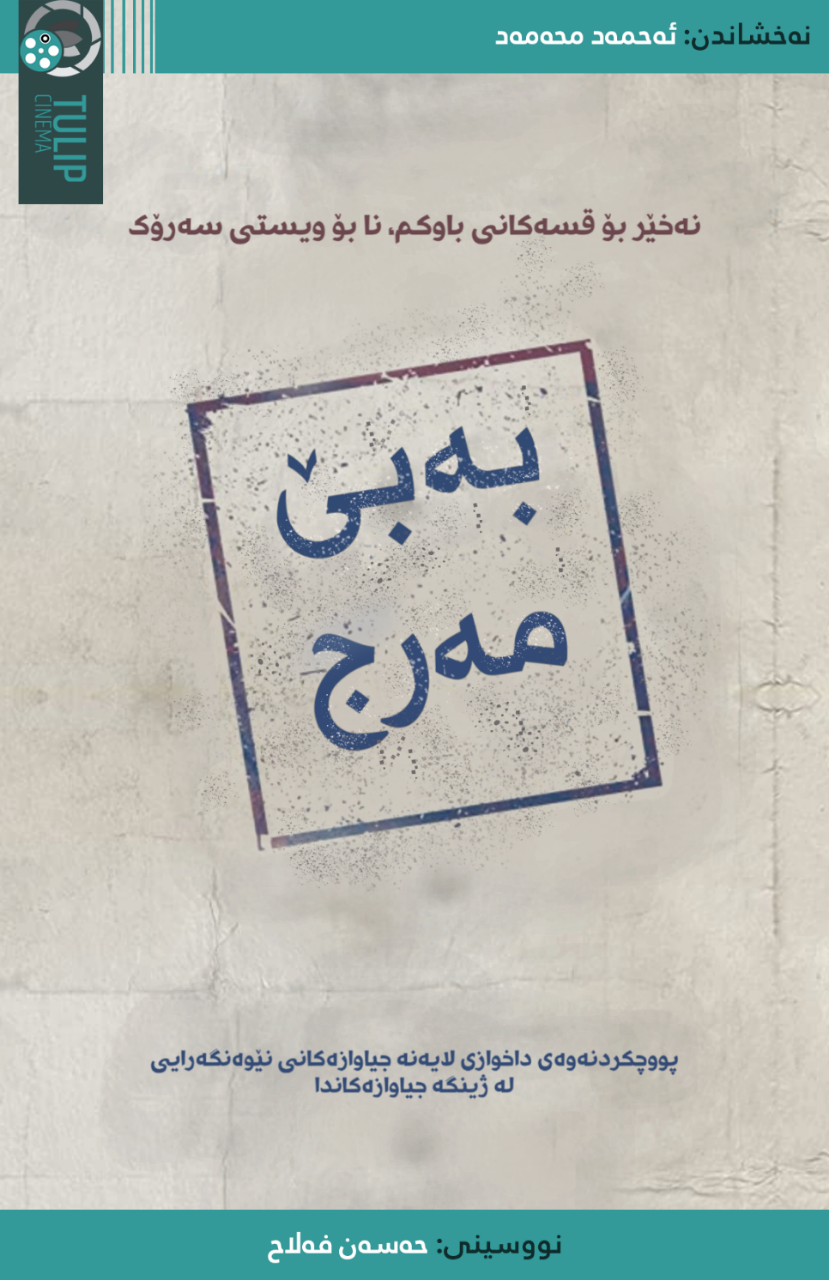 نەخشاندن: ئەحمەد محەمەد
TULIP
CINEMA
نەخێر بۆ قسەکانی باوکم، نا بۆ ویستی سەرۆک
بەبێ
مەرج
پووچکردنەوەی داخوازی لایەنە جیاوازەکانی نێوەنگەرایی
لە ژینگە جیاوازەکاندا
نووسینی: حەسەن فەلاح